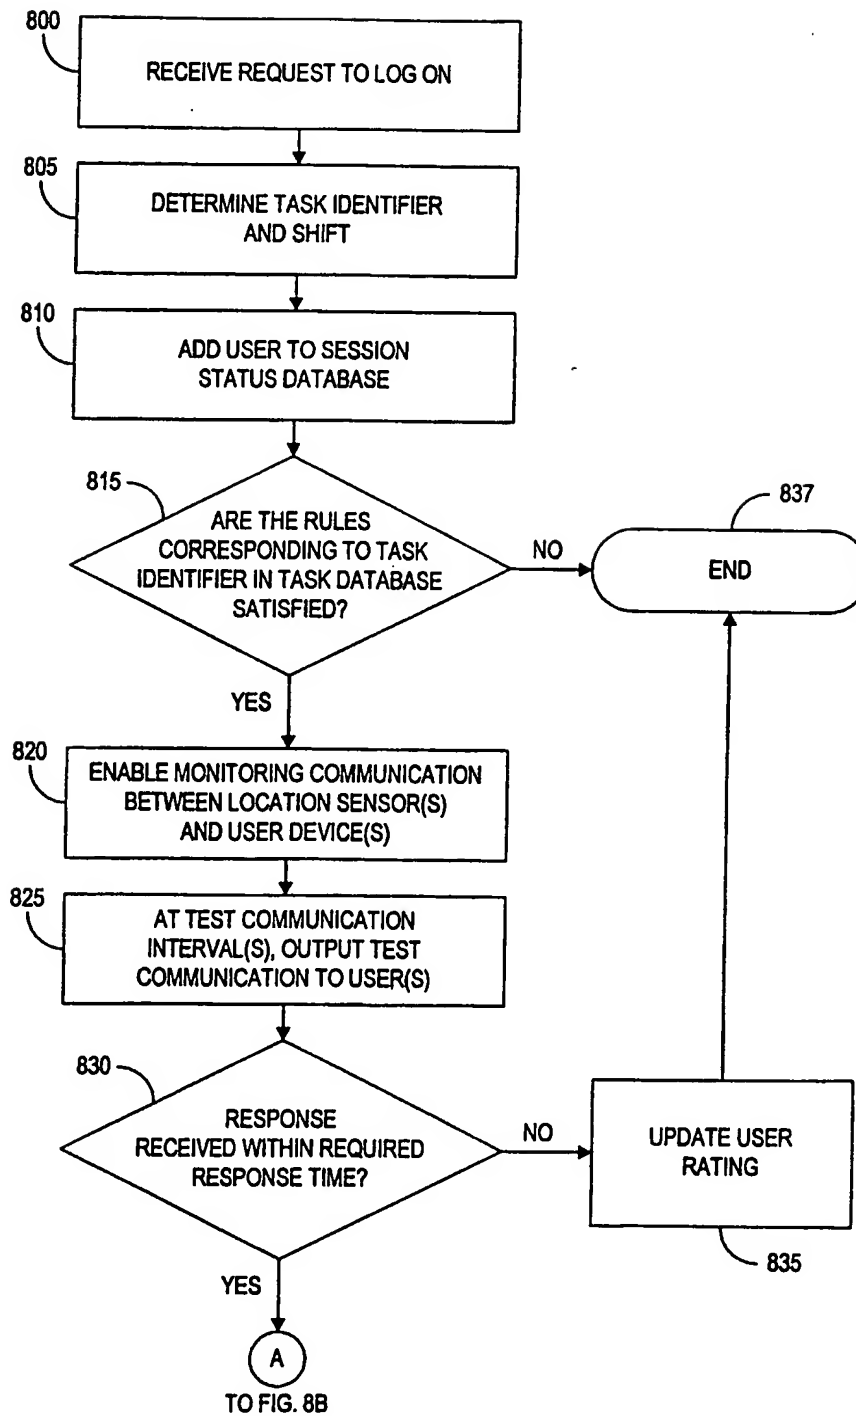 800
RECEIVE REQUEST TO LOG ON
805
DETERMINE TASK IDENTIFIER
AND SHIFT
810
ADD USER TO SESSION
STATUS DATABASE
815
ARE THE RULES
CORRESPONDING TO TASK
IDENTIFIER IN TASK DATABASE
SATISFIED?
NO
837
END
YES
820
ENABLE MONITORING COMMUNICATION
BETWEEN LOCATION SENSOR(S)
AND USER DEVICE(S)
825
AT TEST COMMUNICATION
INTERVAL(S), OUTPUT TEST
COMMUNICATION TO USER(S)
830
RESPONSE
RECEIVED WITHIN REQUIRED
RESPONSE TIME?
NO
UPDATE USER
RATING
835
YES
A
TO FIG. 8B